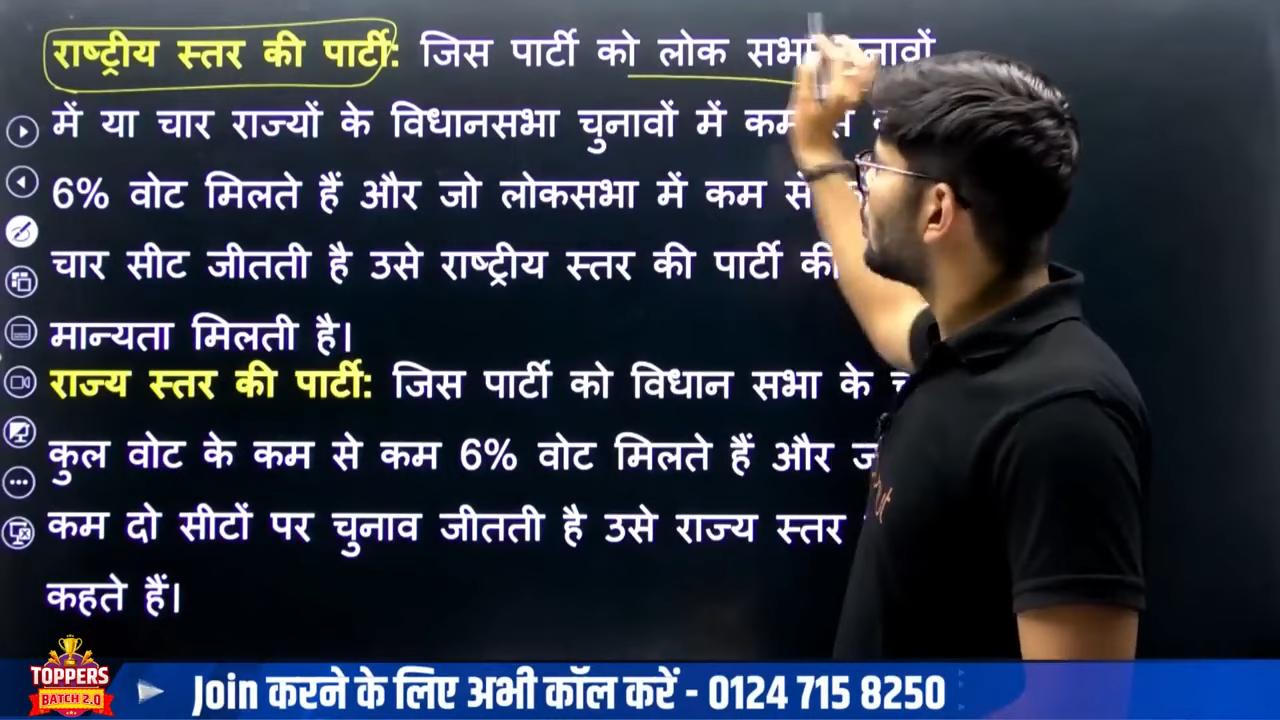 राष्ट्रीय स्तर की पार्टी: जिस पार्टी को लोक सभा
में या चार राज्यों के विधानसभा चुनावों में कम
6% वोट मिलते हैं और जो लोकसभा में कम से
चार सीट जीतती है उसे राष्ट्रीय स्तर की पार्टी की
मान्यता मिलती है।
राज्य स्तर की पार्टी: जिस पार्टी को विधान सभा के
कुल वोट के कम से कम 6% वोट मिलते हैं और
कम दो सीटों पर चुनाव जीतती है उसे राज्य स्तर
कहते हैं।
TOPPERS
BATCH 2.0
Join करने के लिए अभी कॉल करें - 0124 715 8250